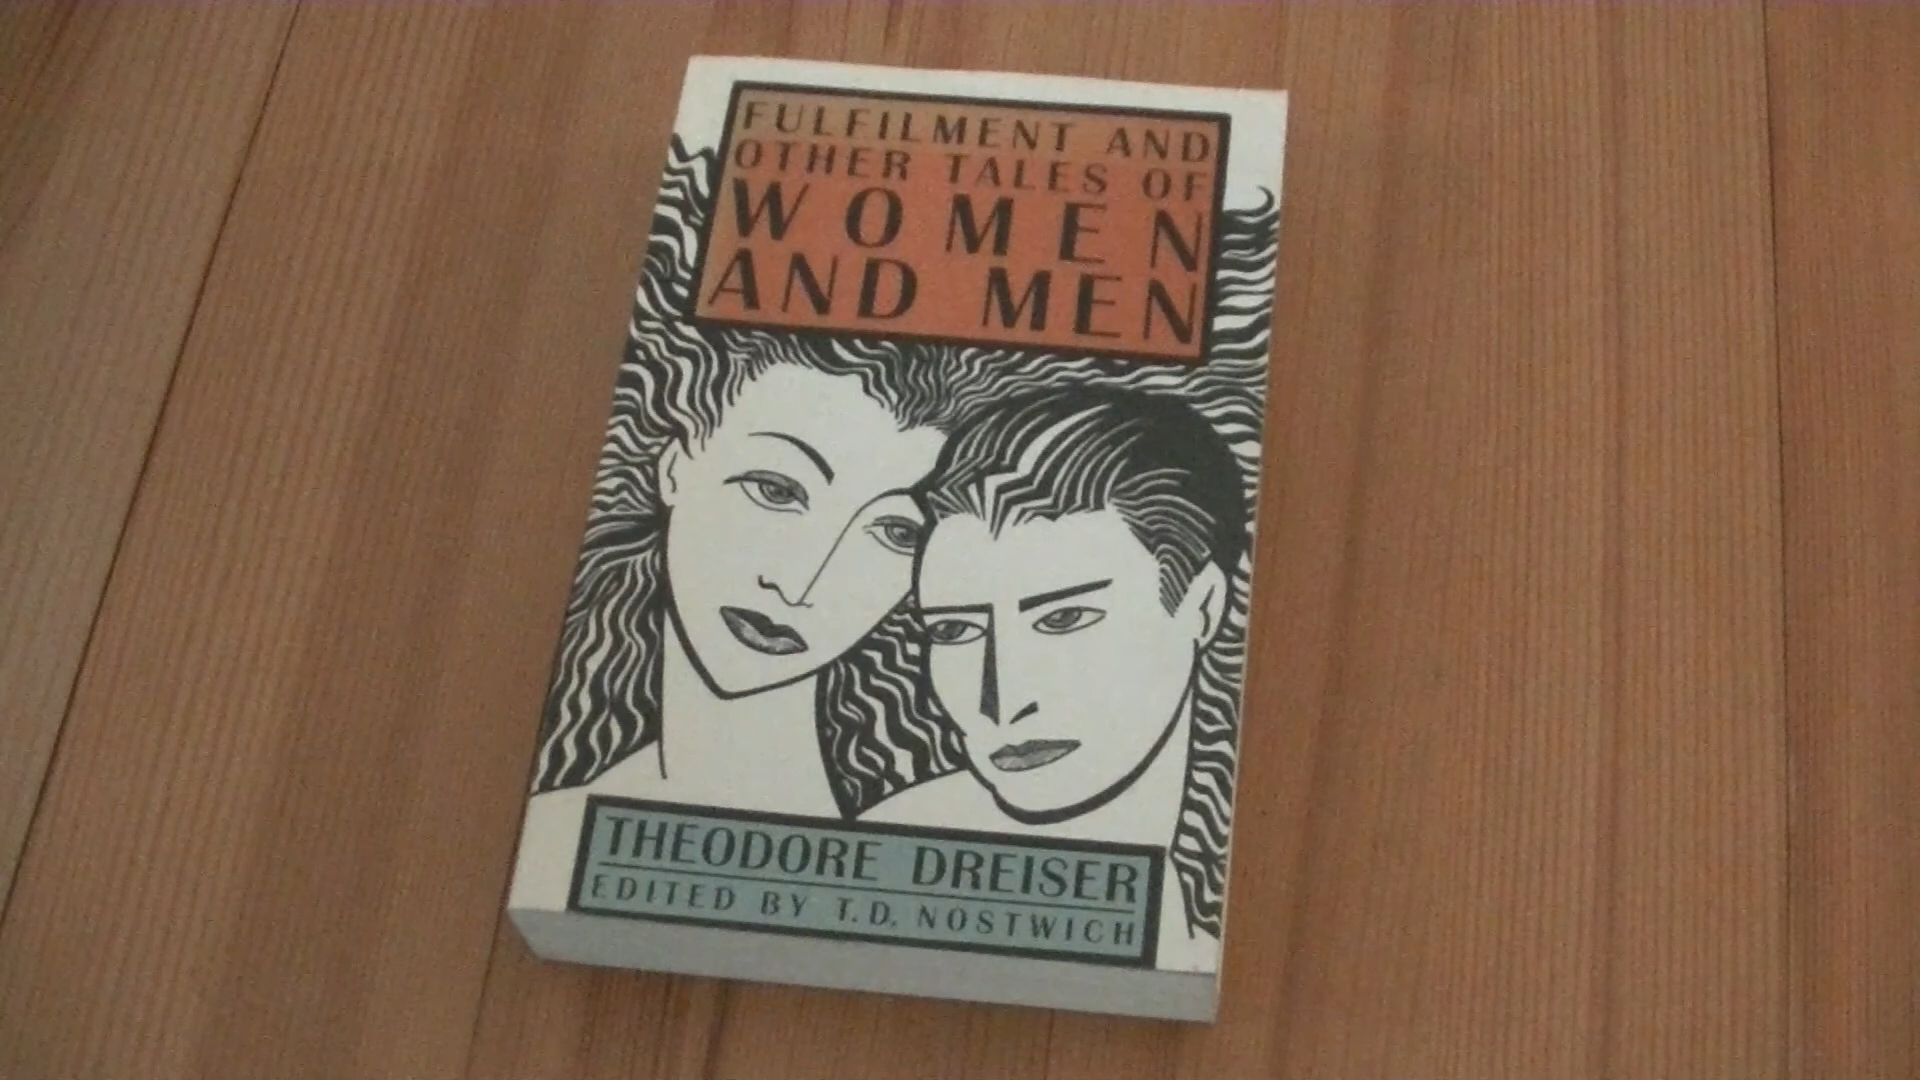 FULFILMENT AND
OTHER TALES OF
WOMEN
AND MEN
THEODORE DREISER
EDITED BY T.D. NOSTWICH